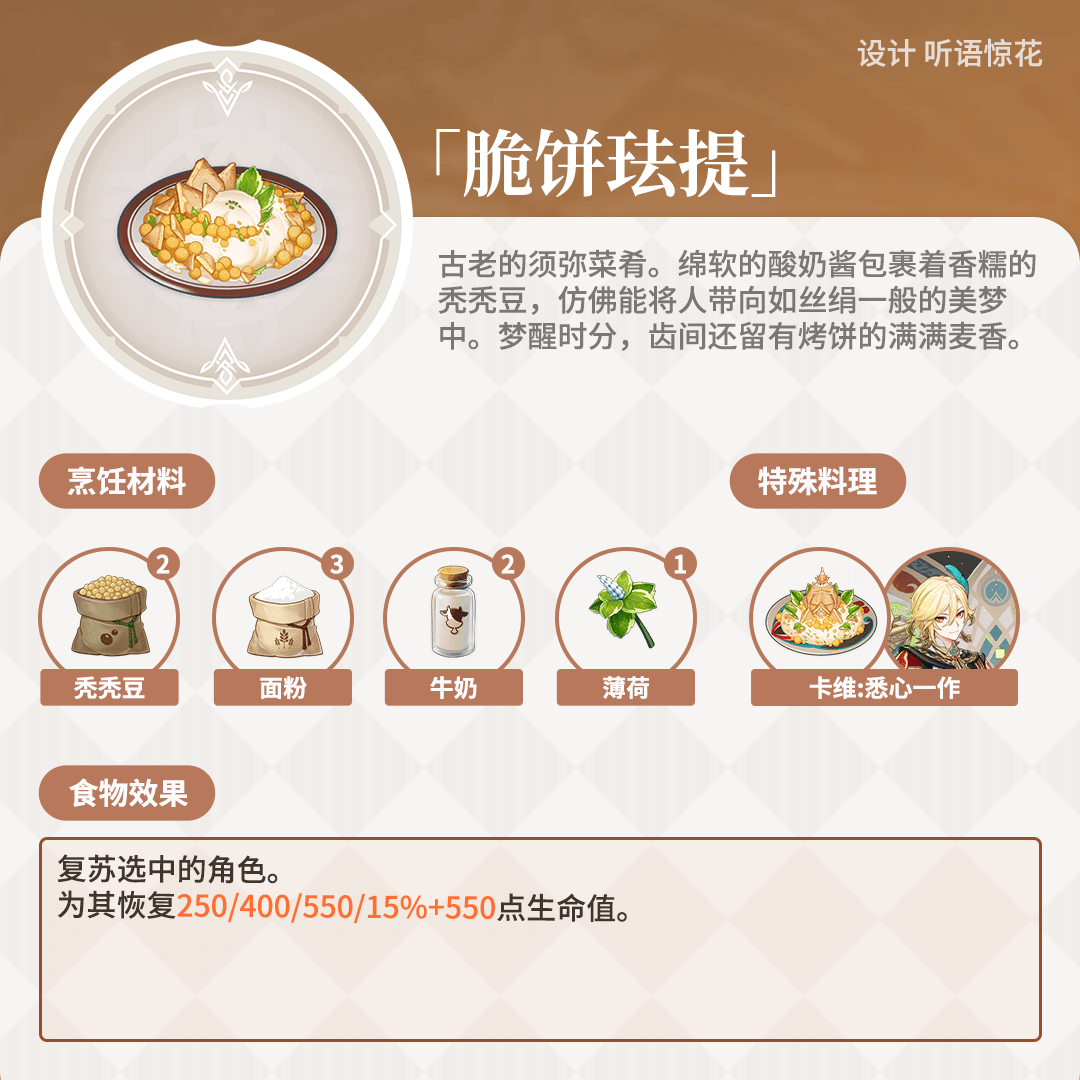 设计 听语惊花
「脆饼珐提」
古老的须弥菜肴。绵软的酸奶酱包裹着香糯的
秃秃豆，仿佛能将人带向如丝绢一般的美梦
中。梦醒时分，齿间还留有烤饼的满满麦香。
烹饪材料
特殊料理
2
3
2
1
秃秃豆
面粉
牛奶
薄荷
卡维:悉心一作
食物效果
复苏选中的角色。
为其恢复250/400/550/15%+550点生命值。